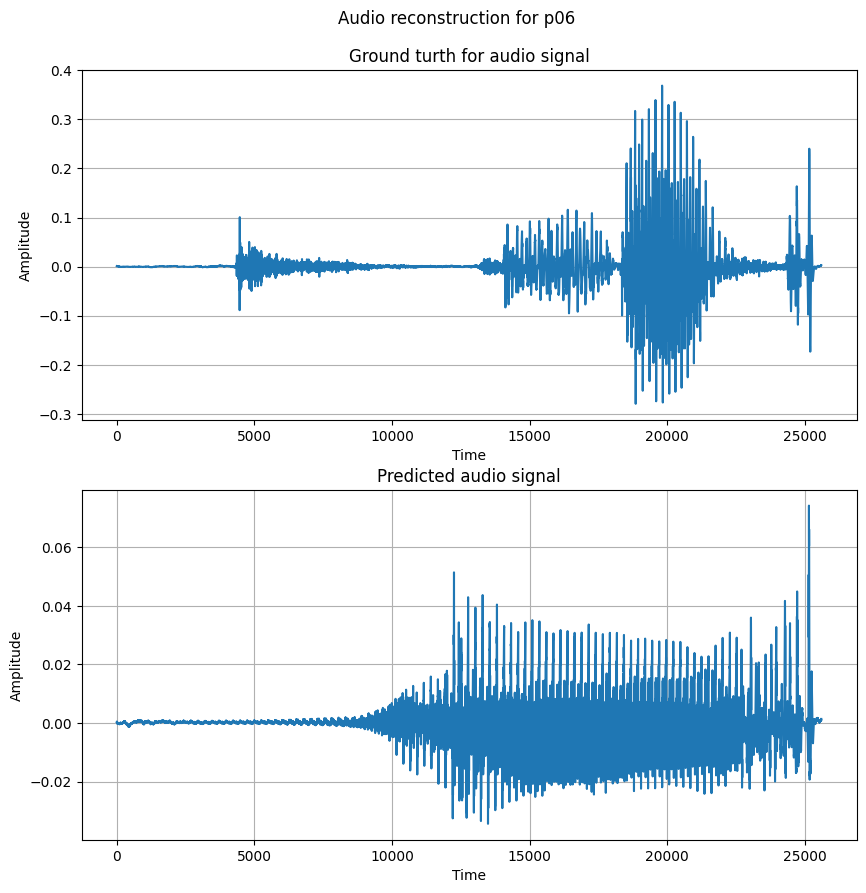 Audio reconstruction for p06
Ground turth for audio signal
0.4
0.3
0.2
0.1
0.0
−0.1
−0.2
−0.3
Amplitude
0 5000 10000 15000 20000 25000
Time
Predicted audio signal
0.06
0.04
0.02
0.00
−0.02
Amplitude
0 5000 10000 15000 20000 25000
Time